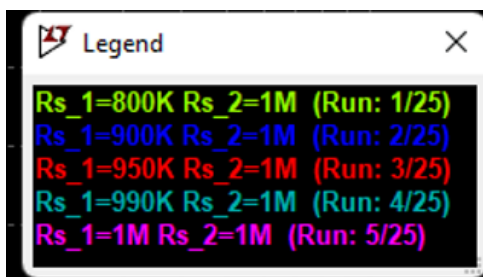 Legend
Rs_1=800K Rs_2=1M (Run: 1/25)
Rs_1=900K Rs_2=1M (Run: 2/25)
Rs_1=950K Rs_2=1M (Run: 3/25)
Rs_1=990K Rs_2=1M (Run: 4/25)
Rs_1=1M Rs_2=1M (Run: 5/25)